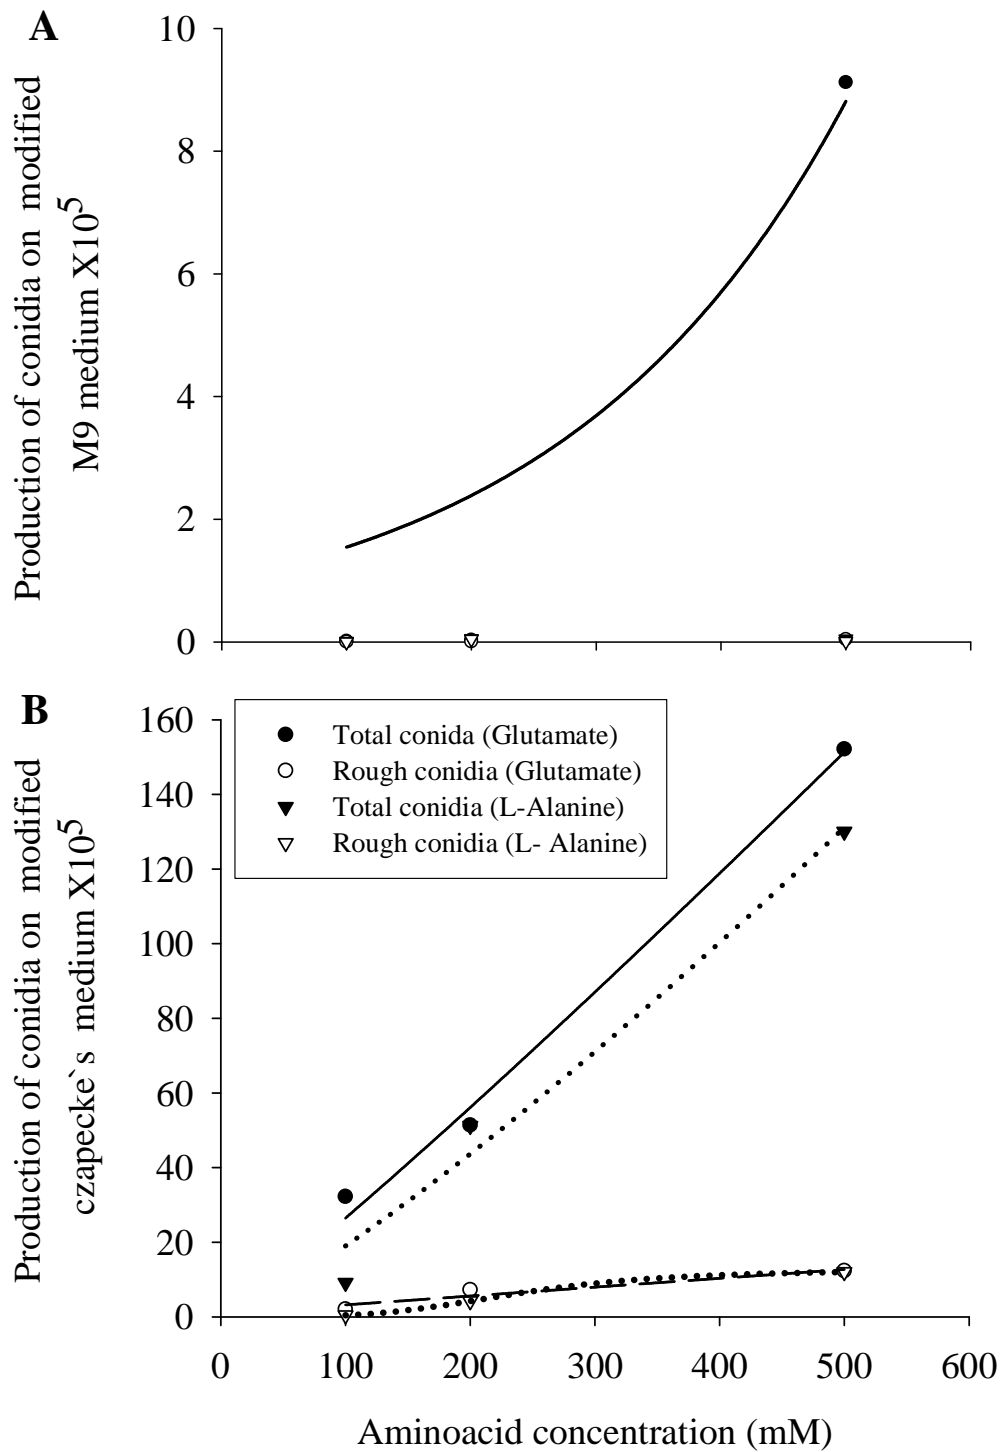 A
10
8
6
4
2
0
Production of conidia on modified
M9 medium X10^5
B
160
140
120
100
80
60
40
20
0
Production of conidia on modified
czapecke`s medium X10^5
Total conida (Glutamate)
Rough conidia (Glutamate)
Total conidia (L-Alanine)
Rough conidia (L- Alanine)
0 100 200 300 400 500 600
Aminoacid concentration (mM)